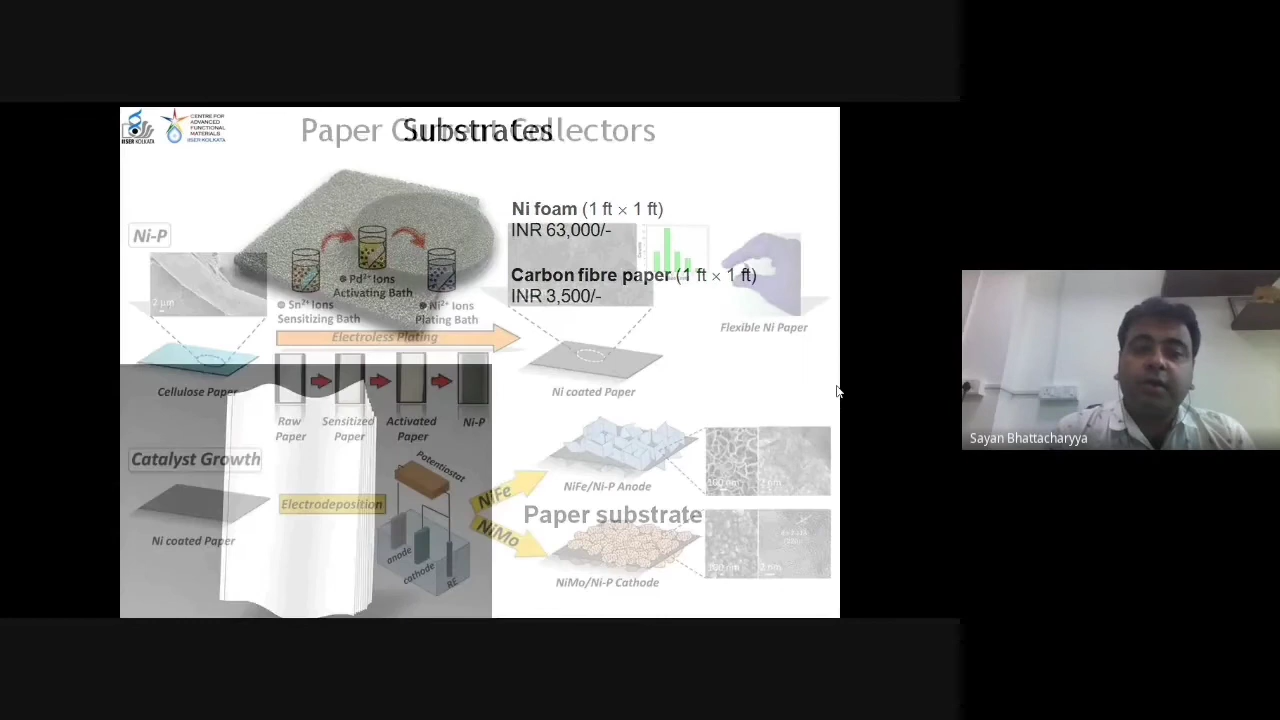 IISER KOLKATA
CENTRE FOR
ADVANCED
FUNCTIONAL
MATERIALS
IISER KOLKATA
Paper Current Collectors
Substrates
Ni foam (1 ft × 1 ft)
INR 63,000/-
Carbon fibre paper (1 ft × 1 ft)
INR 3,500/-
Ni-P
2 µm
Sn²⁺ Ions
Sensitizing Bath
Pd²⁺ Ions
Activating Bath
Ni²⁺ Ions
Plating Bath
Electroless Plating
Flexible Ni Paper
Cellulose Paper
Ni coated Paper
Raw
Paper
Sensitized
Paper
Activated
Paper
Ni-P
Catalyst Growth
Electrodeposition
Ni coated Paper
Potentiostat
anode
cathode
RE
NiFe
NiMo
NiFe/Ni-P Anode
Paper substrate
NiMo/Ni-P Cathode
Sayan Bhattacharyya